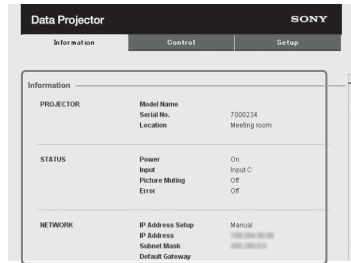 Data Projector SONY
Information Control Setup
Information
PROJECTOR Model Name
Serial No. 7000234
Location Meeting room
STATUS Power On
Input Input C
Picture Muting Off
Error Off
NETWORK IP Address Setup Manual
IP Address
Subnet Mask
Default Gateway